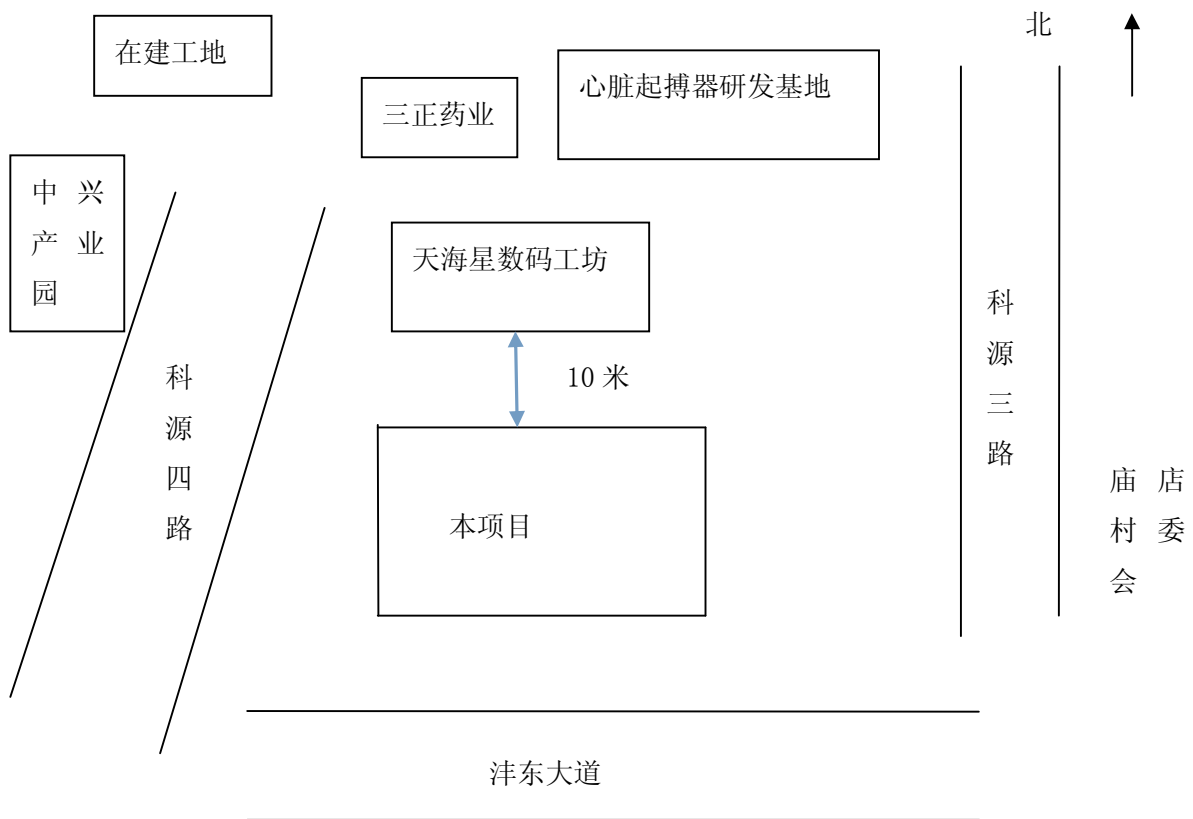 北
在建工地
三正药业
心脏起搏器研发基地
中兴
产业
园
天海星数码工坊
10米
科
源
四
路
科
源
三
路
本项目
庙店
村委
会
沣东大道